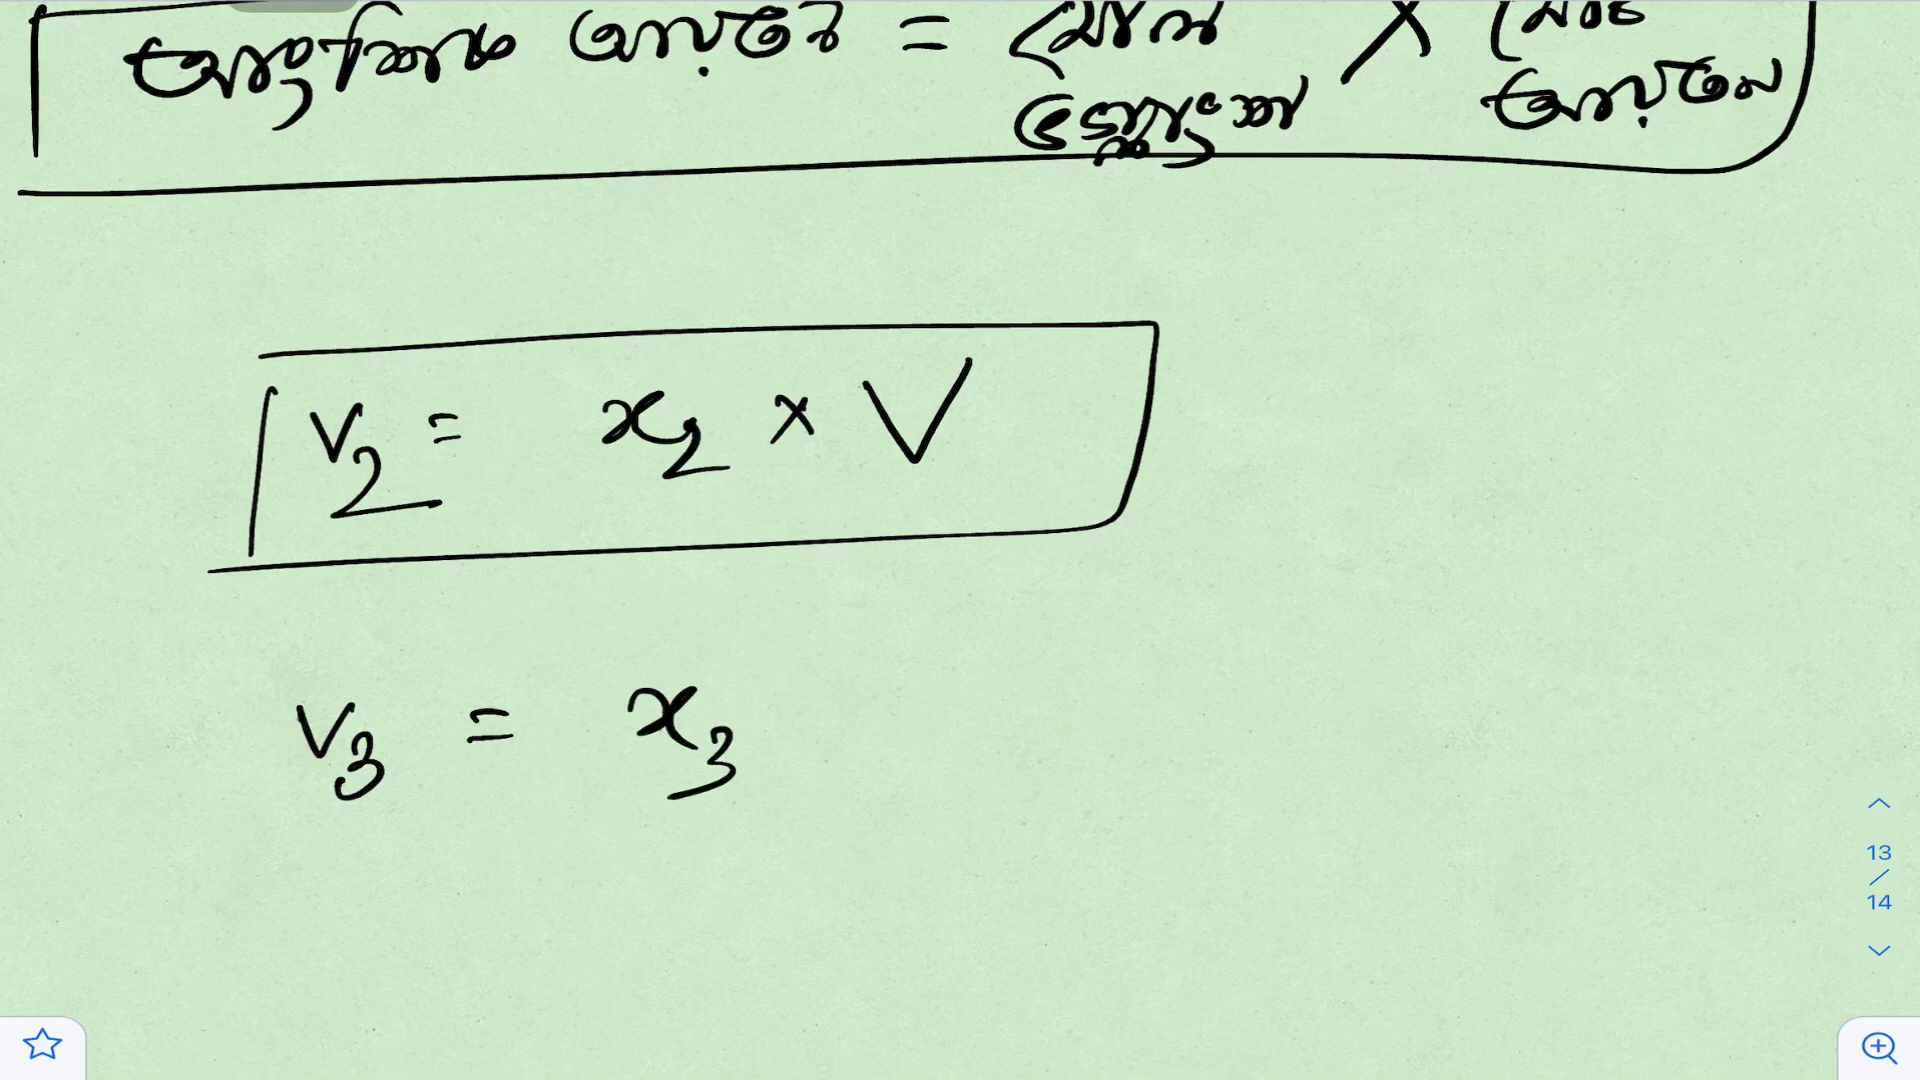 আংশিক আয়তন = মোল × মোট
ভগ্নাংশ আয়তন
v₂ = x₂ × V
v₃ = x₃
13
/
14